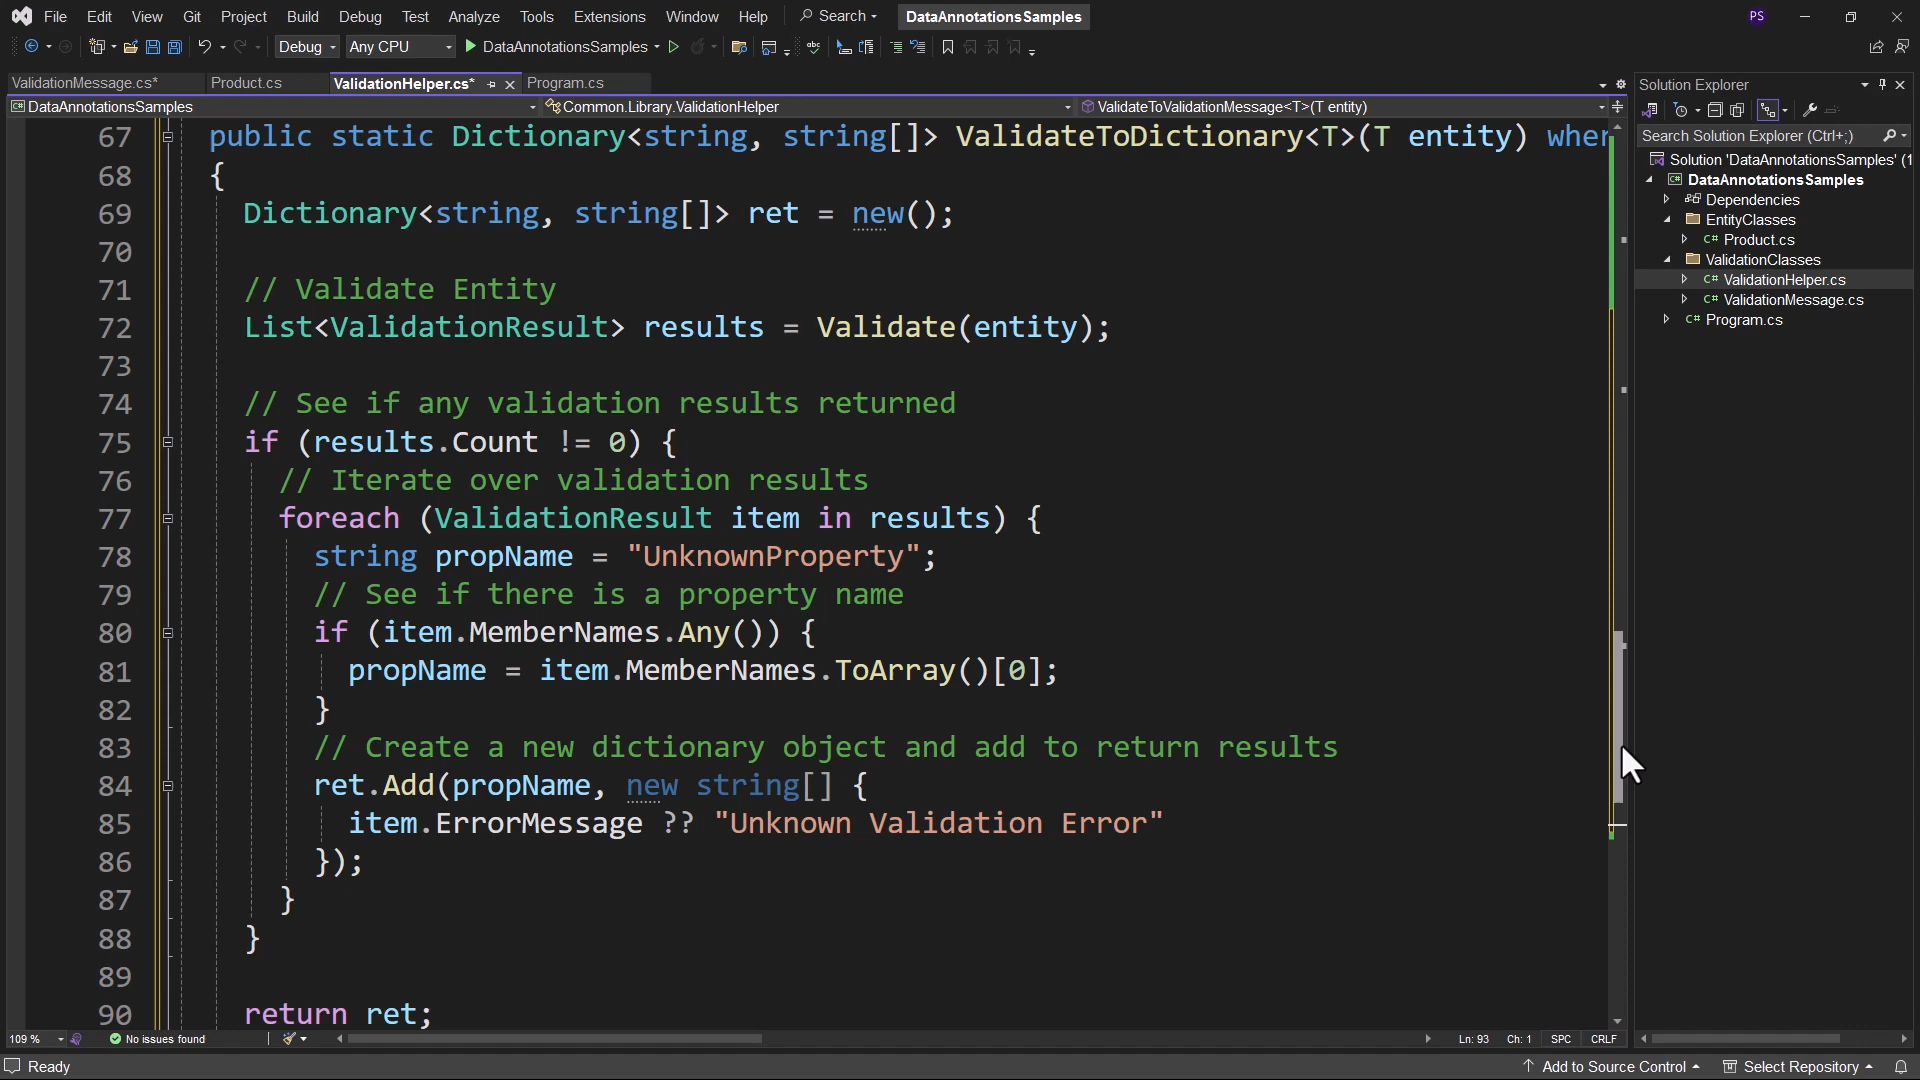 File Edit View Git Project Build Debug Test Analyze Tools Extensions Window Help Search DataAnnotationsSamples PS
Debug Any CPU DataAnnotationsSamples
ValidationMessage.cs* Product.cs ValidationHelper.cs* Program.cs
DataAnnotationsSamples Common.Library.ValidationHelper ValidateToValidationMessage<T>(T entity)
67 public static Dictionary<string, string[]> ValidateToDictionary<T>(T entity) wher
68 {
69 Dictionary<string, string[]> ret = new();
70
71 // Validate Entity
72 List<ValidationResult> results = Validate(entity);
73
74 // See if any validation results returned
75 if (results.Count != 0) {
76 // Iterate over validation results
77 foreach (ValidationResult item in results) {
78 string propName = "UnknownProperty";
79 // See if there is a property name
80 if (item.MemberNames.Any()) {
81 propName = item.MemberNames.ToArray()[0];
82 }
83 // Create a new dictionary object and add to return results
84 ret.Add(propName, new string[] {
85 item.ErrorMessage ?? "Unknown Validation Error"
86 });
87 }
88 }
89
90 return ret;
109 % No issues found Ln: 93 Ch: 1 SPC CRLF
Solution Explorer
Search Solution Explorer (Ctrl+;)
Solution 'DataAnnotationsSamples' (1
DataAnnotationsSamples
Dependencies
EntityClasses
C# Product.cs
ValidationClasses
C# ValidationHelper.cs
C# ValidationMessage.cs
C# Program.cs
Ready Add to Source Control Select Repository